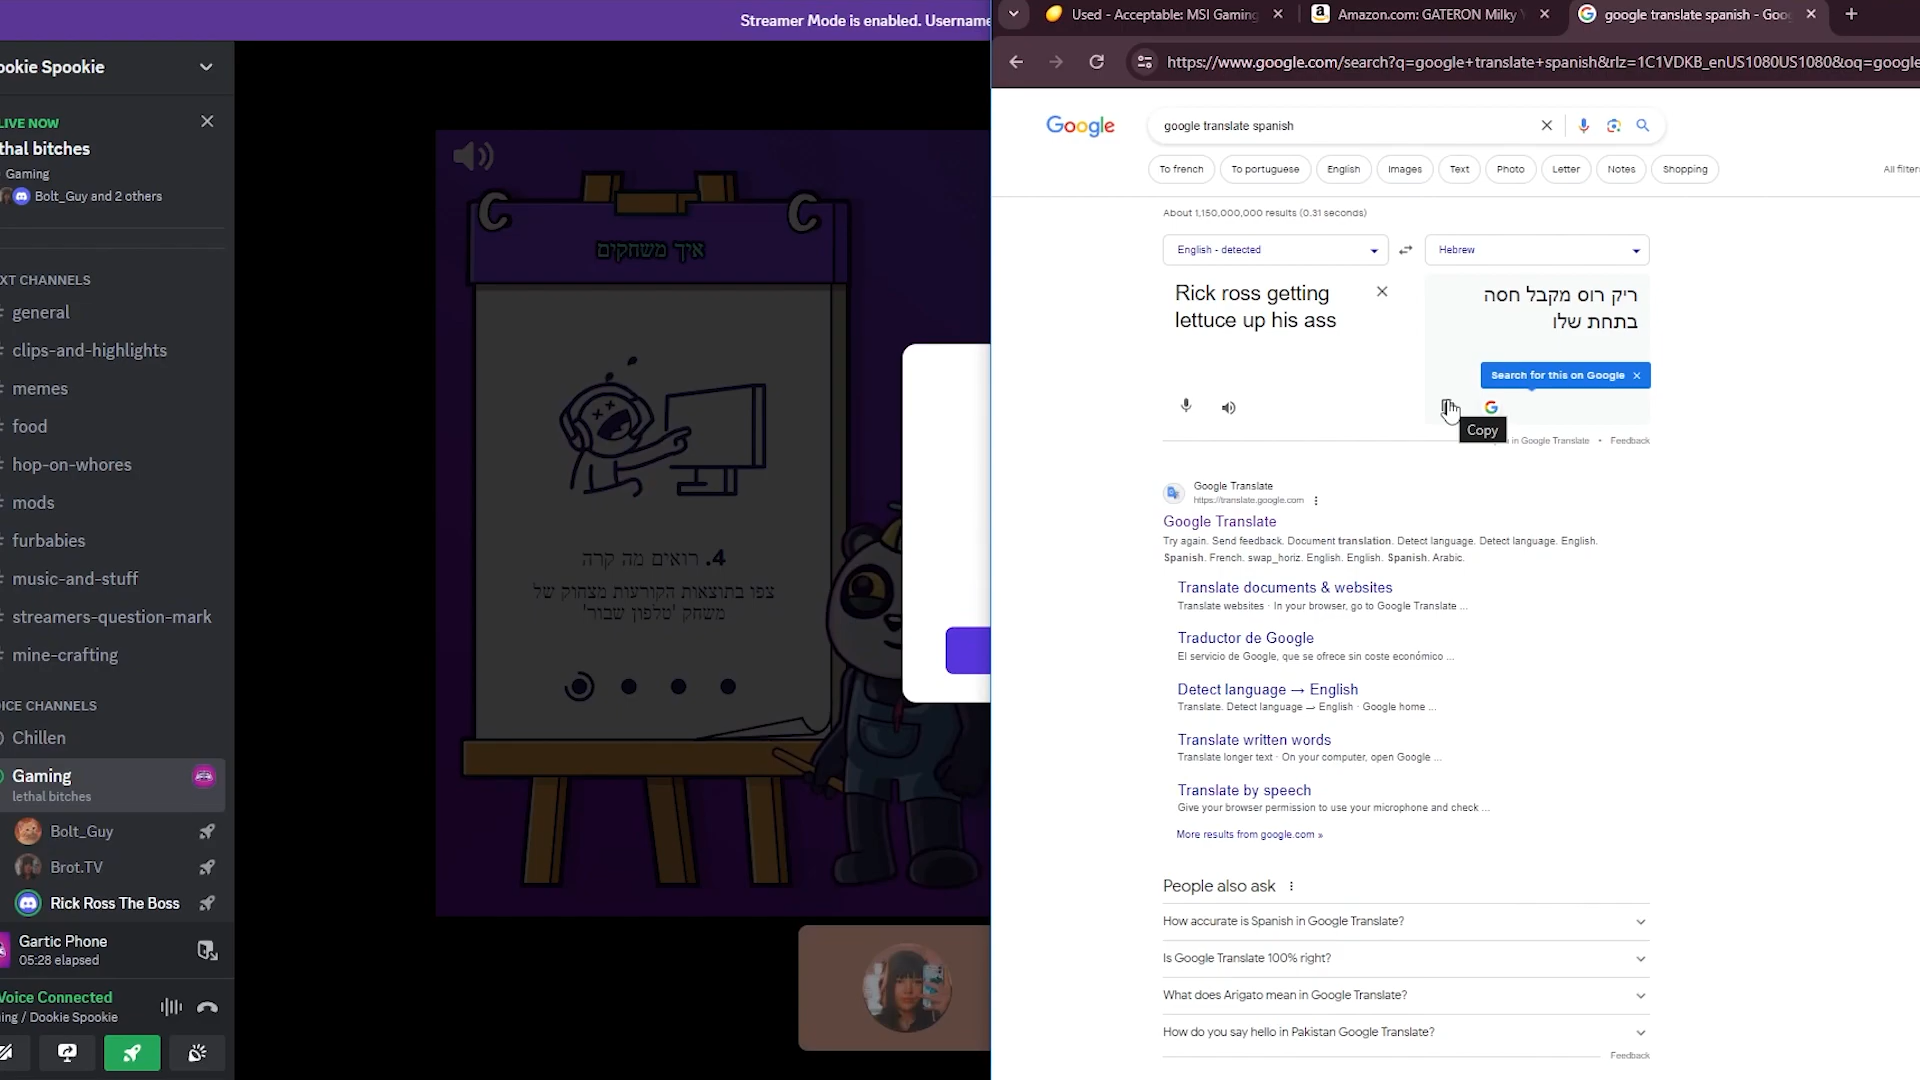 Streamer Mode is enabled. Username
ookie Spookie
LIVE NOW
thal bitches
Gaming
Bolt_Guy and 2 others
XT CHANNELS
general
clips-and-highlights
memes
food
hop-on-whores
mods
furbabies
music-and-stuff
streamers-question-mark
mine-crafting
ICE CHANNELS
Chillen
Gaming
lethal bitches
Bolt_Guy
Brot.TV
Rick Ross The Boss
Gartic Phone
05:28 elapsed
Voice Connected
ing / Dookie Spookie
איך משחקים
4. רואים מה קרה
צפו בתוצאות הקורעות מצחוק של
משחק 'טלפון שבור'
Used - Acceptable: MSI Gaming
Amazon.com: GATERON Milky
google translate spanish - Goo
https://www.google.com/search?q=google+translate+spanish&rlz=1C1VDKB_enUS1080US1080&oq=google
Google
google translate spanish
To french
To portuguese
English
Images
Text
Photo
Letter
Notes
Shopping
All filters
About 1,150,000,000 results (0.31 seconds)
English - detected
Hebrew
Rick ross getting
lettuce up his ass
ריק רוס מקבל חסה
בתחת שלו
Search for this on Google
Copy
in Google Translate • Feedback
Google Translate
https://translate.google.com
Google Translate
Try again. Send feedback. Document translation. Detect language. Detect language. English.
Spanish. French. swap_horiz. English. English. Spanish. Arabic.
Translate documents & websites
Translate websites · In your browser, go to Google Translate ...
Traductor de Google
El servicio de Google, que se ofrece sin coste económico ...
Detect language → English
Translate. Detect language → English · Google home ...
Translate written words
Translate longer text · On your computer, open Google ...
Translate by speech
Give your browser permission to use your microphone and check ...
More results from google.com »
People also ask
How accurate is Spanish in Google Translate?
Is Google Translate 100% right?
What does Arigato mean in Google Translate?
How do you say hello in Pakistan Google Translate?
Feedback